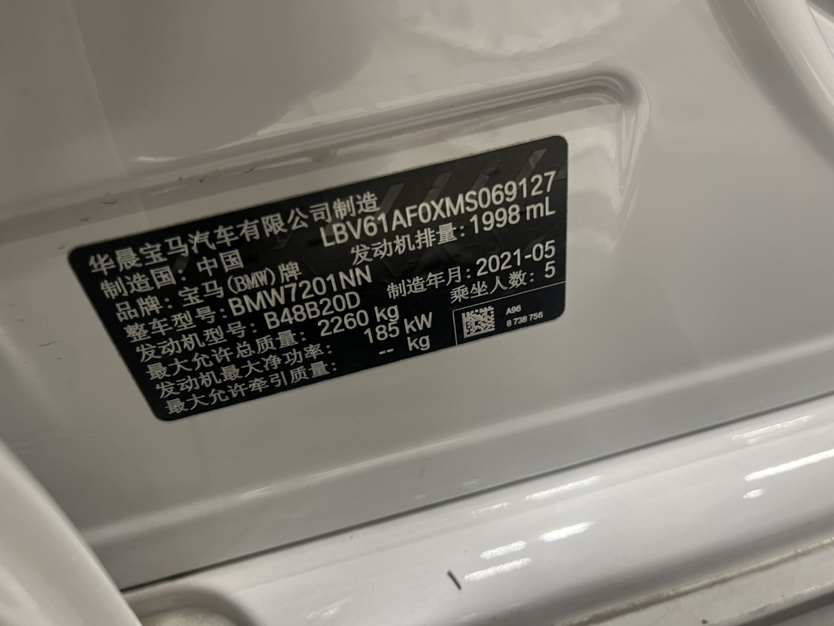 华晨宝马汽车有限公司制造
制造国：中国 LBV61AF0XMS069127
品牌：宝马(BMW)牌 发动机排量：1998 mL
整车型号：BMW7201NN
发动机型号：B48B20D 制造年月：2021-05
最大允许总质量：2260 kg 乘坐人数：5
发动机最大净功率：185 kW
最大允许牵引质量：-- kg
A96
8 738 756